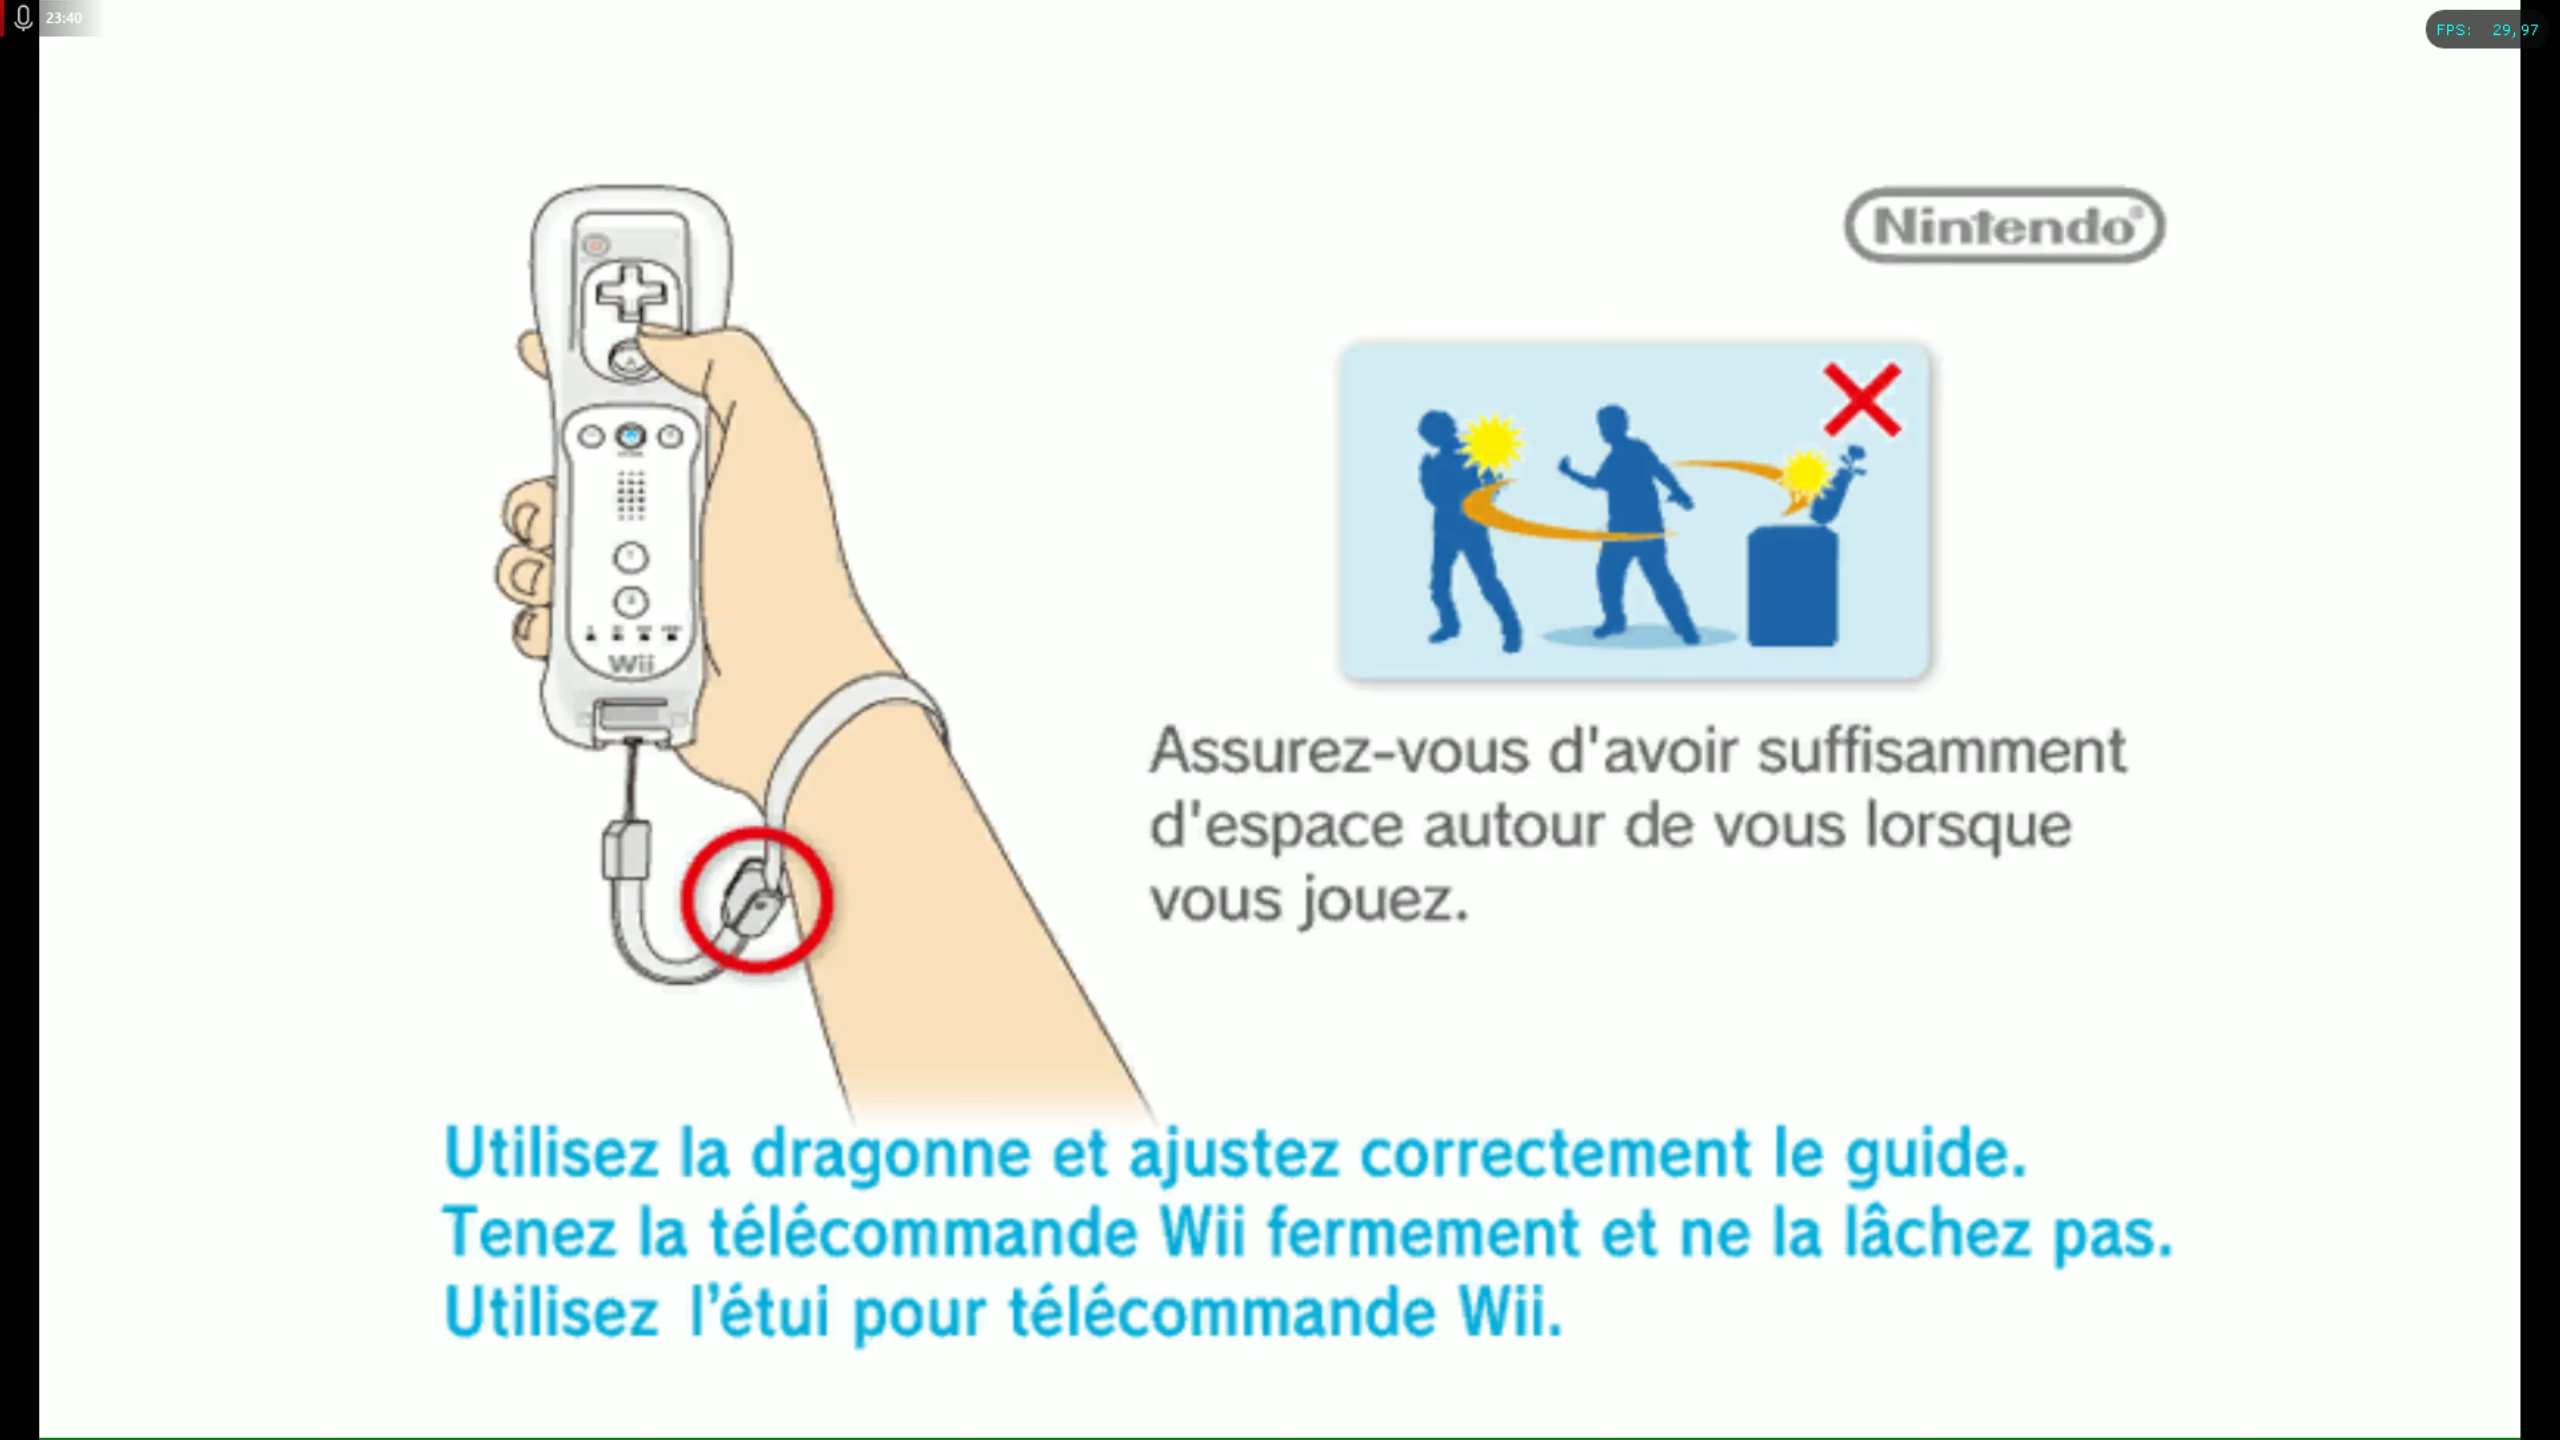 23:40
FPS: 29,97
Nintendo®
Wii
Assurez-vous d'avoir suffisamment
d'espace autour de vous lorsque
vous jouez.
Utilisez la dragonne et ajustez correctement le guide.
Tenez la télécommande Wii fermement et ne la lâchez pas.
Utilisez l’étui pour télécommande Wii.